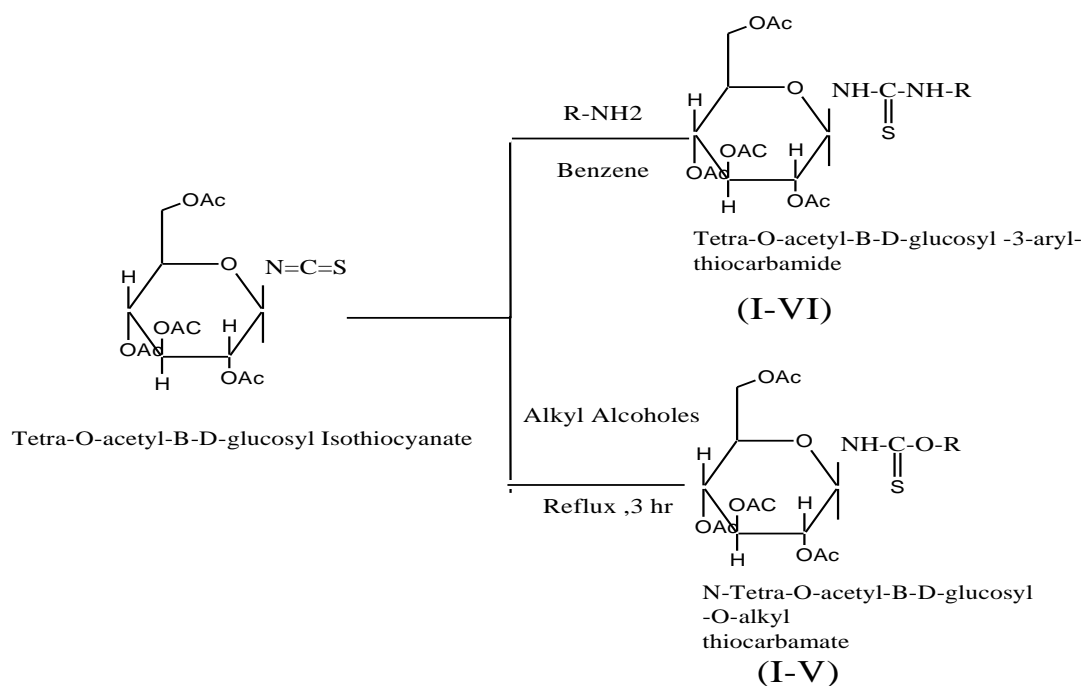 OAc
O
NH-C-NH-R
S
H
OAC
H
OAc
H
OAc
R-NH2
Benzene
Tetra-O-acetyl-B-D-glucosyl -3-aryl-
thiocarbamide
(I-VI)
OAc
O
N=C=S
H
OAC
H
OAc
H
OAc
Tetra-O-acetyl-B-D-glucosyl Isothiocyanate
Alkyl Alcoholes
Reflux ,3 hr
OAc
O
NH-C-O-R
S
H
OAC
H
OAc
H
OAc
N-Tetra-O-acetyl-B-D-glucosyl
-O-alkyl
thiocarbamate
(I-V)